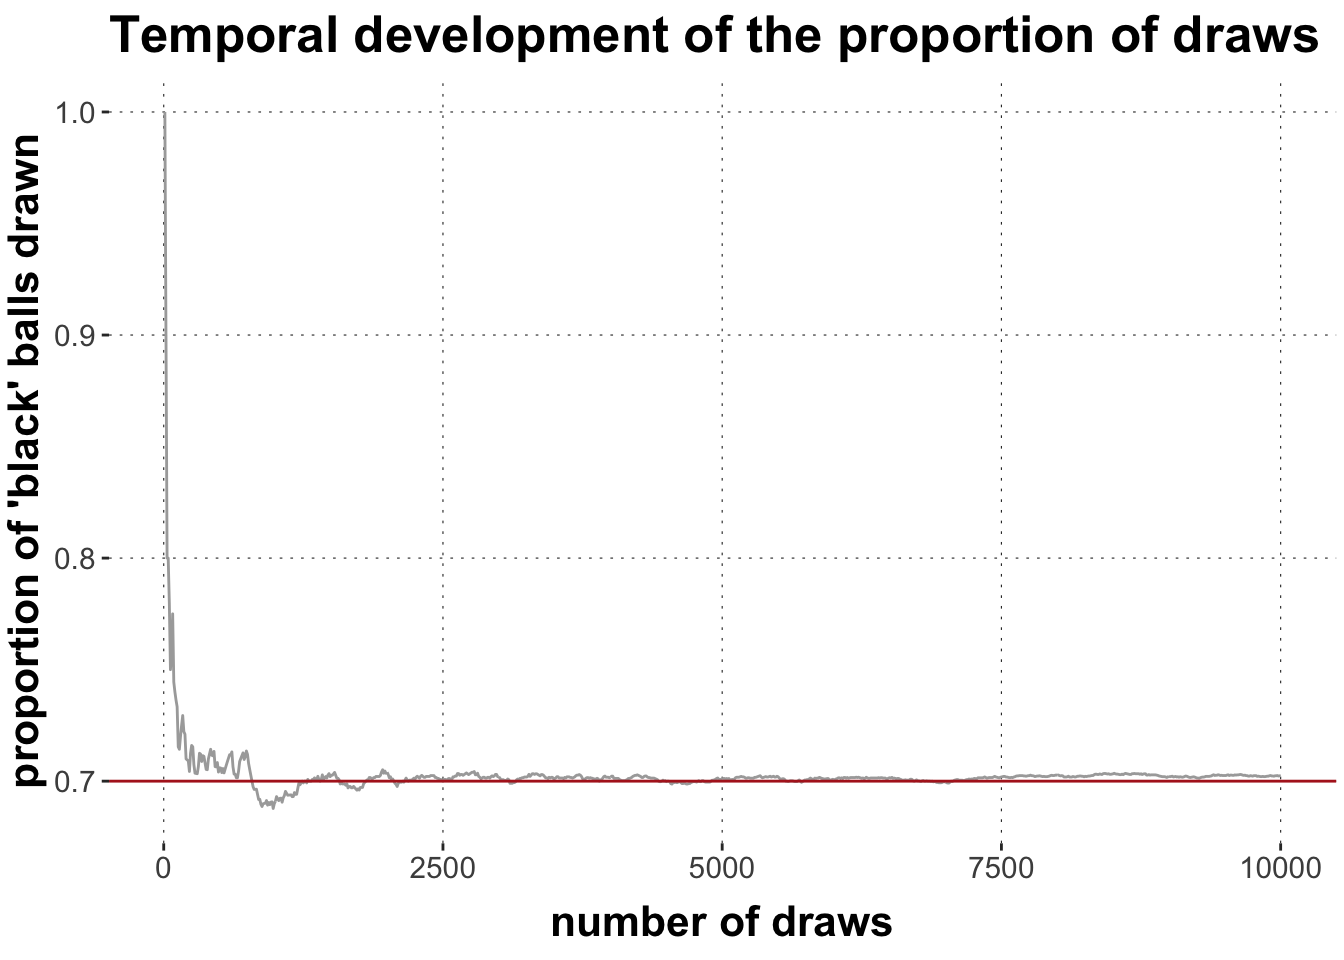 Temporal development of the proportion of draws
proportion of 'black' balls drawn
1.0
0.9
0.8
0.7
0 2500 5000 7500 10000
number of draws